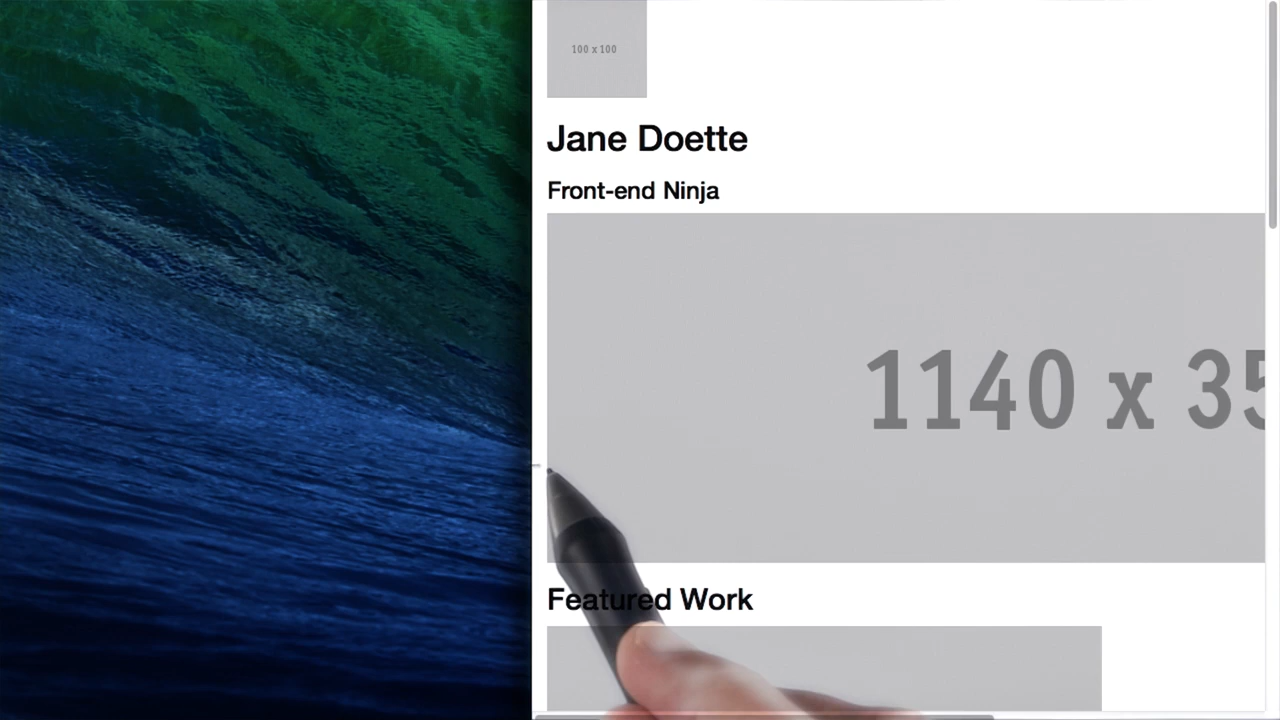 100 x 100
Jane Doette
Front-end Ninja
1140 x 35
Featured Work